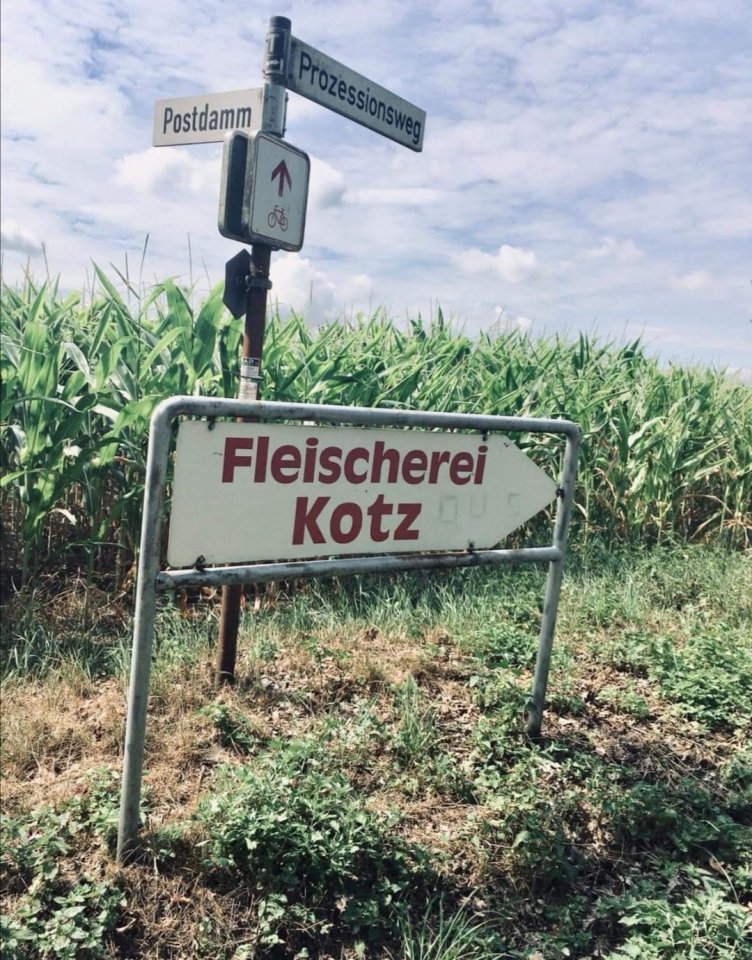 Prozessionsweg
Postdamm
Fleischerei
Kotz